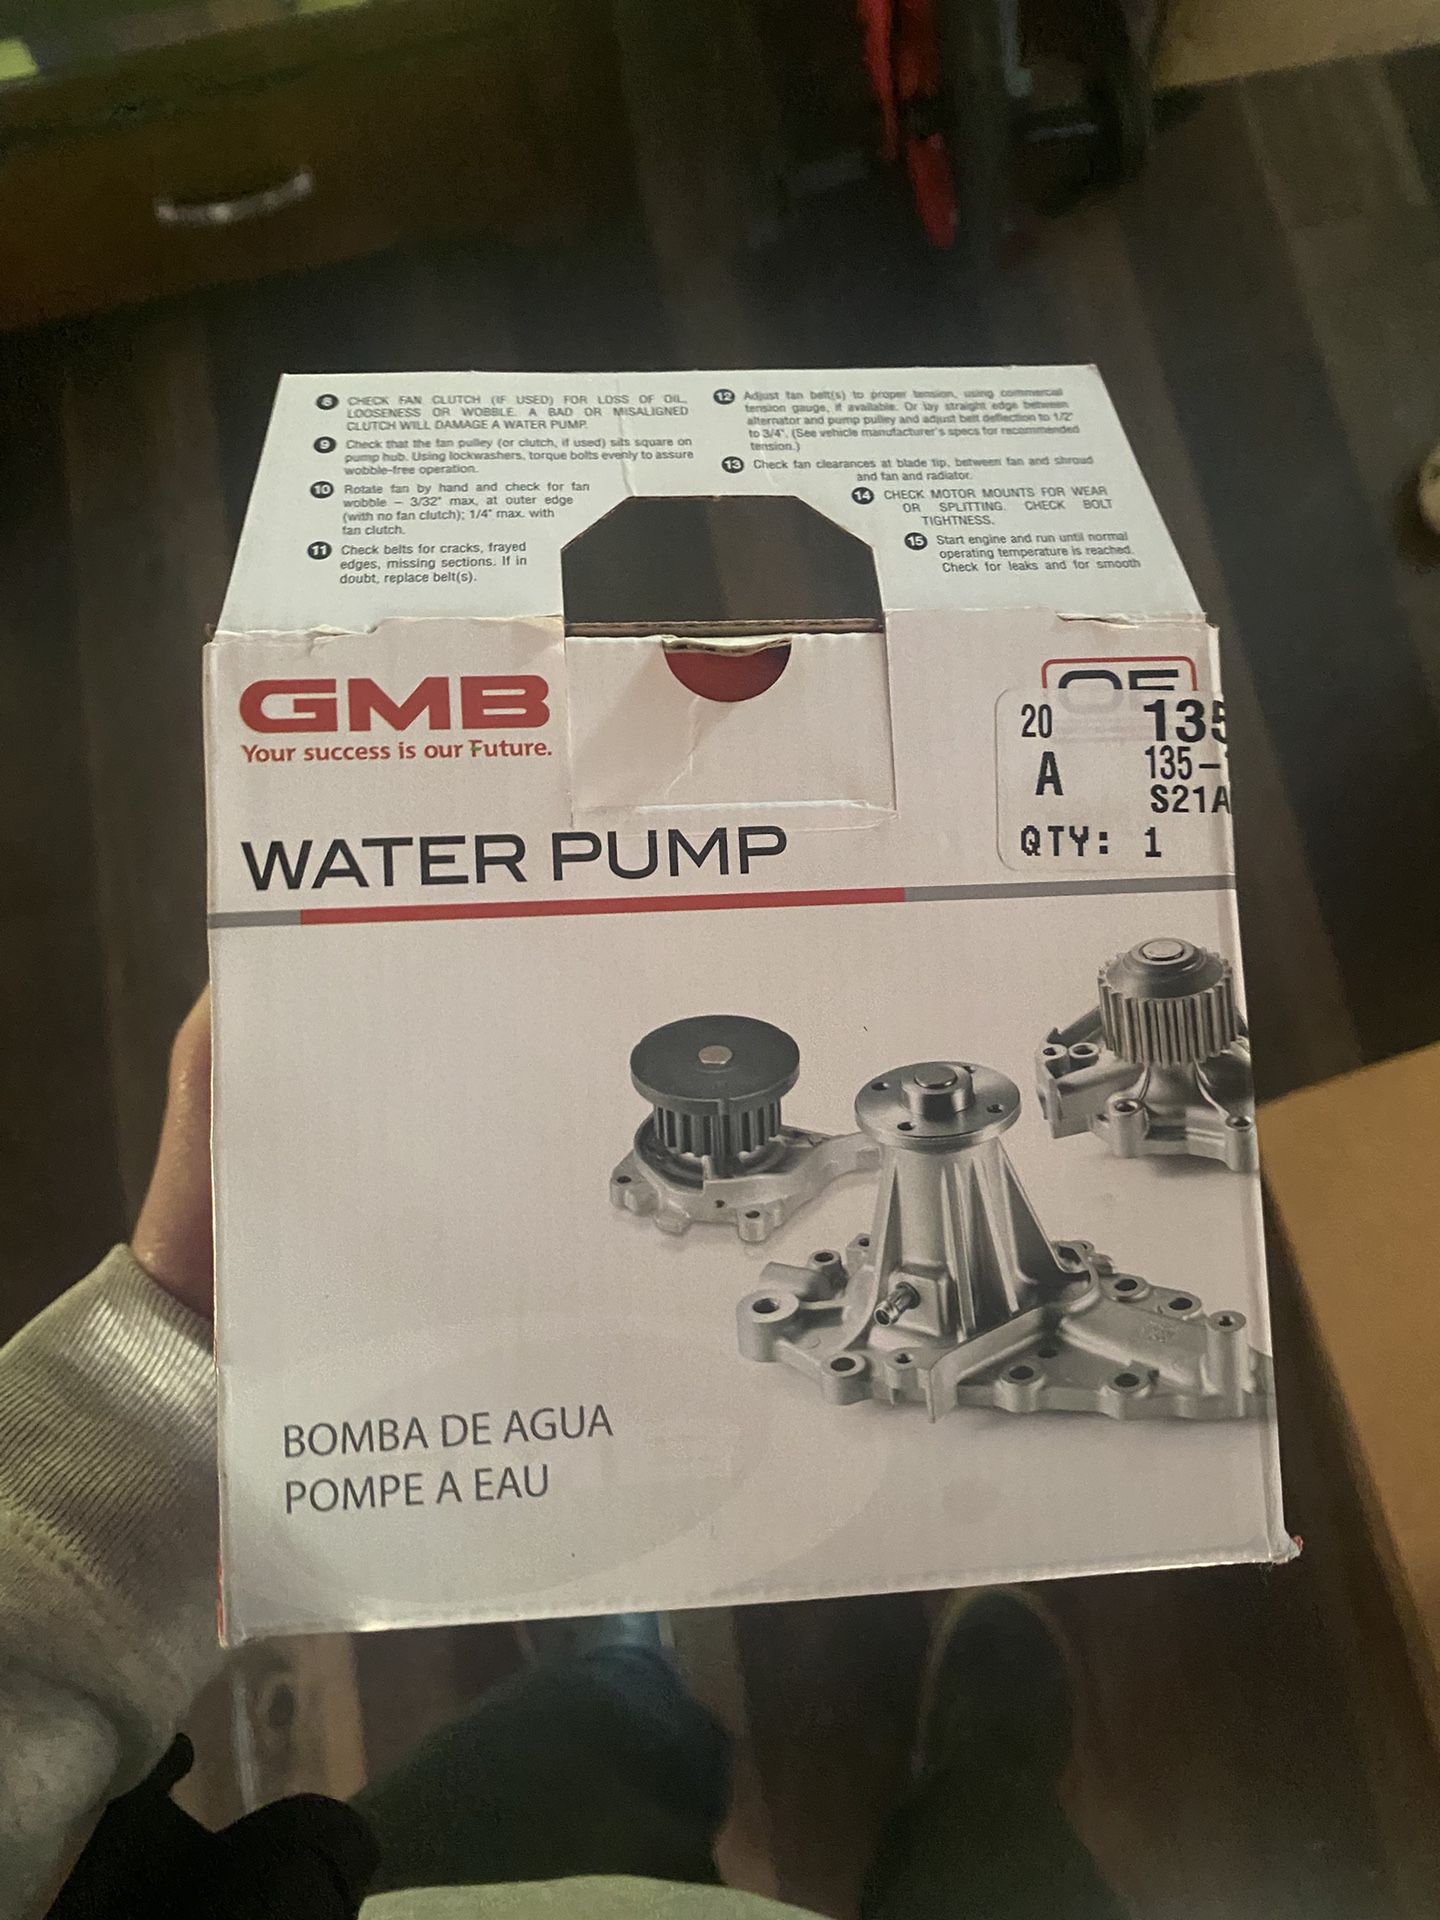 8 CHECK FAN CLUTCH (IF USED) FOR LOSS OF OIL,
LOOSENESS OR WOBBLE. A BAD OR MISALIGNED
CLUTCH WILL DAMAGE A WATER PUMP.
9 Check that the fan pulley (or clutch, if used) sits square on
pump hub. Using lockwashers, torque bolts evenly to assure
wobble-free operation.
10 Rotate fan by hand and check for fan
wobble – 3/32" max, at outer edge
(with no fan clutch); 1/4" max. with
fan clutch.
11 Check belts for cracks, frayed
edges, missing sections. If in
doubt, replace belt(s).
12 Adjust fan belt(s) to proper tension, using commercial
tension gauge, if available. Or lay straight edge between
alternator and pump pulley and adjust belt deflection to 1/2"
to 3/4". (See vehicle manufacturer's specs for recommended
tension.)
13 Check fan clearances at blade tip, between fan and shroud
and fan and radiator.
14 CHECK MOTOR MOUNTS FOR WEAR
OR SPLITTING. CHECK BOLT
TIGHTNESS.
15 Start engine and run until normal
operating temperature is reached.
Check for leaks and for smooth
GMB
Your success is our Future.
20 135
A 135-
S21A
QTY: 1
WATER PUMP
BOMBA DE AGUA
POMPE A EAU